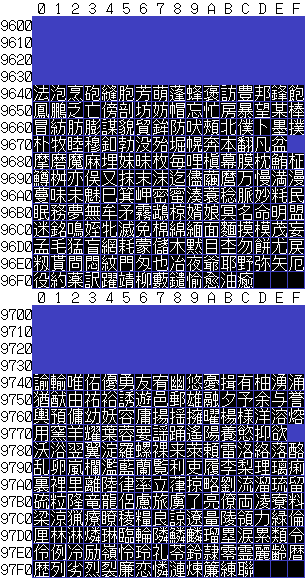 0 1 2 3 4 5 6 7 8 9 A B C D E F
9600
9610
9620
9630
9640 法泡烹砲縫胞芳萌蓬蜂褒訪豊邦鋒飽
9650 鳳鵬乏亡傍剖坊妨帽忘忙房暴望某棒
9660 冒紡肪膨謀貌貿鉾防吠頬北僕卜墨撲
9670 朴牧睦穆釦勃没殆堀幌奔本翻凡盆
9680 摩磨魔麻埋妹昧枚毎哩槙幕膜枕鮪柾
9690 鱒桝亦俣又抹末沫迄侭繭麿万慢満漫
96A0 蔓味未魅巳箕岬密蜜湊蓑稔脈妙粍民
96B0 眠務夢無牟矛霧鵡椋婿娘冥名命明盟
96C0 迷銘鳴姪牝滅免棉綿緬面麺摸模茂妄
96D0 孟毛猛盲網耗蒙儲木黙目杢勿餅尤戻
96E0 籾貰問悶紋門匁也冶夜爺耶野弥矢厄
96F0 役約薬訳躍靖柳薮鑓愉愈油癒
0 1 2 3 4 5 6 7 8 9 A B C D E F
9700
9710
9720
9730
9740 諭輸唯佑優勇友宥幽悠憂揖有柚湧涌
9750 猶猷由祐裕誘遊邑郵雄融夕予余与誉
9760 輿預傭幼妖容庸揚揺擁曜楊様洋溶熔
9770 用窯羊耀葉蓉要謡踊遥陽養慾抑欲
9780 沃浴翌翼淀羅螺裸来莱頼雷洛絡落酪
9790 乱卵嵐欄濫藍蘭覧利吏履李梨理璃痢
97A0 裏裡里離陸律率立葎掠略劉流溜琉留
97B0 硫粒隆竜龍侶慮旅虜了亮僚両凌寮料
97C0 梁涼猟療瞭稜糧良諒遼量陵領力緑倫
97D0 厘林淋燐琳臨輪隣鱗麟瑠塁涙累類令
97E0 伶例冷励嶺怜玲礼苓鈴隷零霊麗齢暦
97F0 歴列劣烈裂廉恋憐漣煉簾練聯